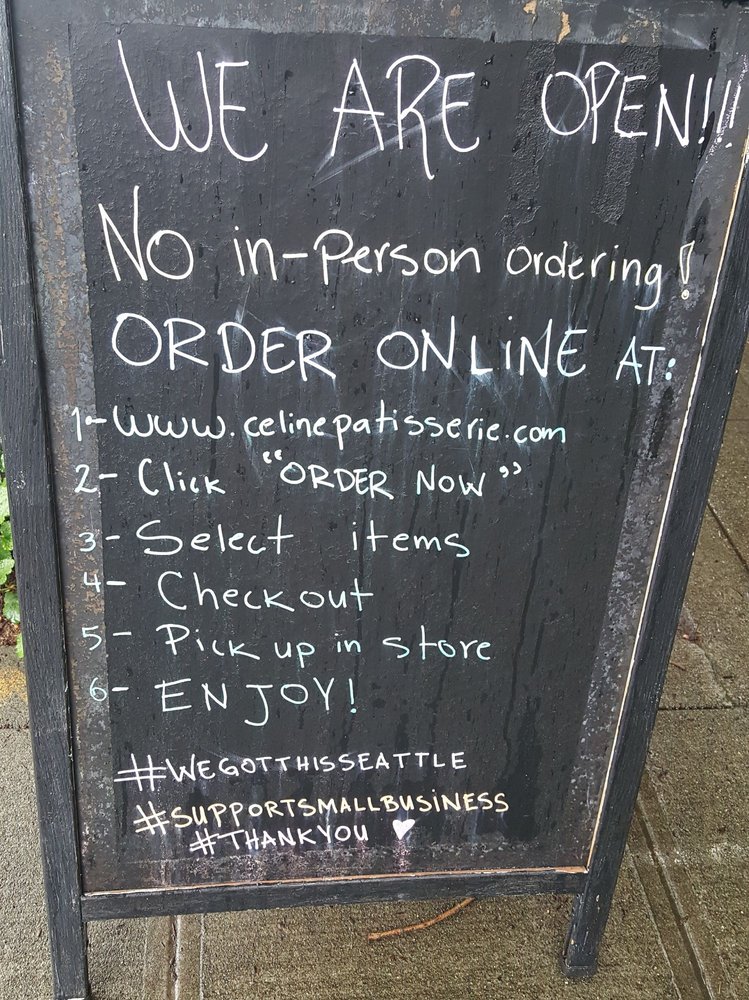 WE ARE OPEN!!!
NO in-Person ordering!
ORDER ONLINE AT:
1- www.celinepatisserie.com
2- Click "ORDER NOW"
3- Select items
4- Checkout
5- Pick up in store
6- ENJOY!
#WEGOTTHISSEATTLE
#SUPPORTSMALLBUSINESS
#THANKYOU